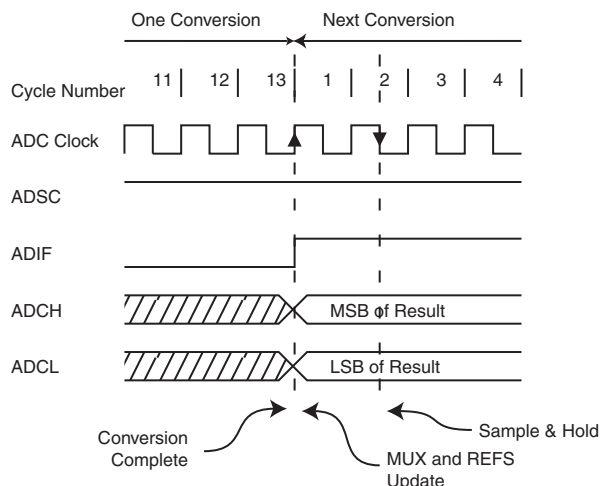 One Conversion Next Conversion
Cycle Number 11 12 13 1 2 3 4
ADC Clock
ADSC
ADIF
ADCH MSB of Result
ADCL LSB of Result
Conversion
Complete
MUX and REFS
Update
Sample & Hold